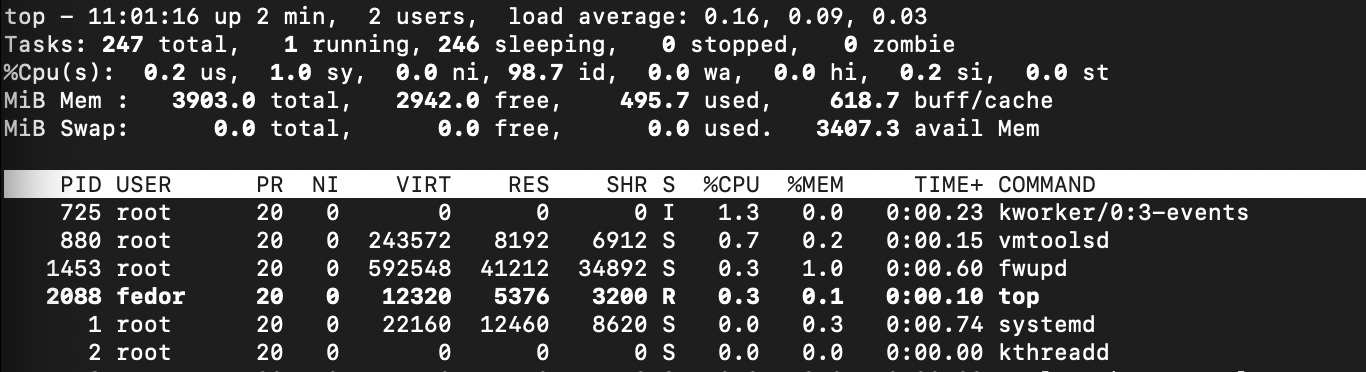 top - 11:01:16 up 2 min,  2 users,  load average: 0.16, 0.09, 0.03
Tasks: 247 total,   1 running, 246 sleeping,   0 stopped,   0 zombie
%Cpu(s):  0.2 us,  1.0 sy,  0.0 ni, 98.7 id,  0.0 wa,  0.0 hi,  0.2 si,  0.0 st
MiB Mem :   3903.0 total,   2942.0 free,    495.7 used,    618.7 buff/cache
MiB Swap:      0.0 total,      0.0 free,      0.0 used.   3407.3 avail Mem
    PID USER      PR  NI    VIRT    RES    SHR S  %CPU  %MEM     TIME+ COMMAND
    725 root      20   0       0      0      0 I   1.3   0.0   0:00.23 kworker/0:3-events
    880 root      20   0  243572   8192   6912 S   0.7   0.2   0:00.15 vmtoolsd
   1453 root      20   0  592548  41212  34892 S   0.3   1.0   0:00.60 fwupd
   2088 fedor     20   0   12320   5376   3200 R   0.3   0.1   0:00.10 top
      1 root      20   0   22160  12460   8620 S   0.0   0.3   0:00.74 systemd
      2 root      20   0       0      0      0 S   0.0   0.0   0:00.00 kthreadd